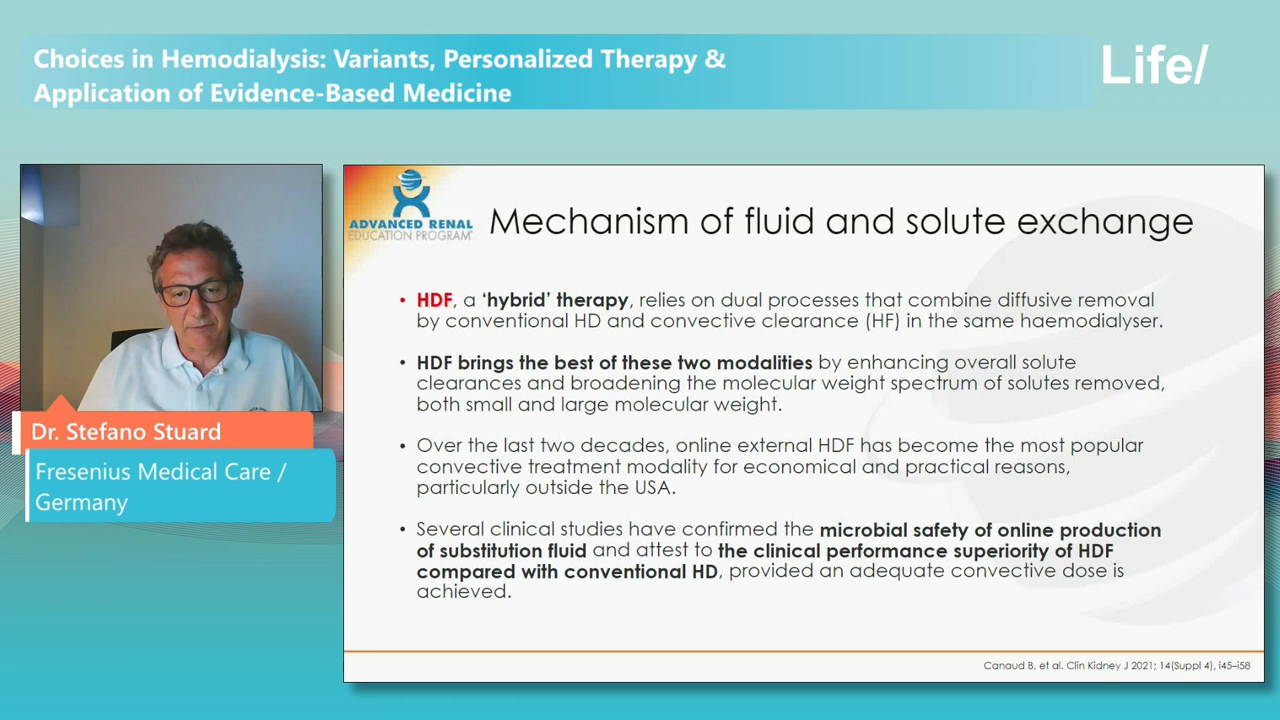 Choices in Hemodialysis: Variants, Personalized Therapy &
Application of Evidence-Based Medicine
Life/
Dr. Stefano Stuard
Fresenius Medical Care /
Germany
ADVANCED RENAL
EDUCATION PROGRAM
Mechanism of fluid and solute exchange
• HDF, a ‘hybrid’ therapy, relies on dual processes that combine diffusive removal
by conventional HD and convective clearance (HF) in the same haemodialyser.
• HDF brings the best of these two modalities by enhancing overall solute
clearances and broadening the molecular weight spectrum of solutes removed,
both small and large molecular weight.
• Over the last two decades, online external HDF has become the most popular
convective treatment modality for economical and practical reasons,
particularly outside the USA.
• Several clinical studies have confirmed the microbial safety of online production
of substitution fluid and attest to the clinical performance superiority of HDF
compared with conventional HD, provided an adequate convective dose is
achieved.
Canaud B, et al. Clin Kidney J 2021; 14(Suppl 4), i45–i58